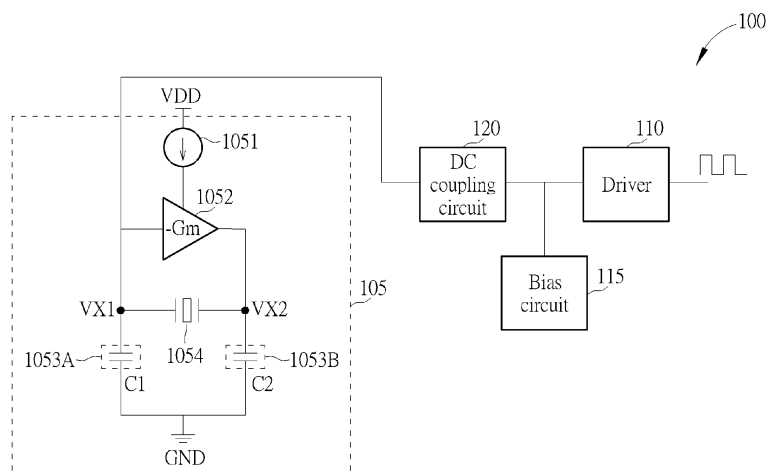 100
VDD
1051
1052
-Gm
120
DC
coupling
circuit
110
Driver
VX1
VX2
105
Bias
circuit
115
1053A
1054
1053B
C1
C2
GND